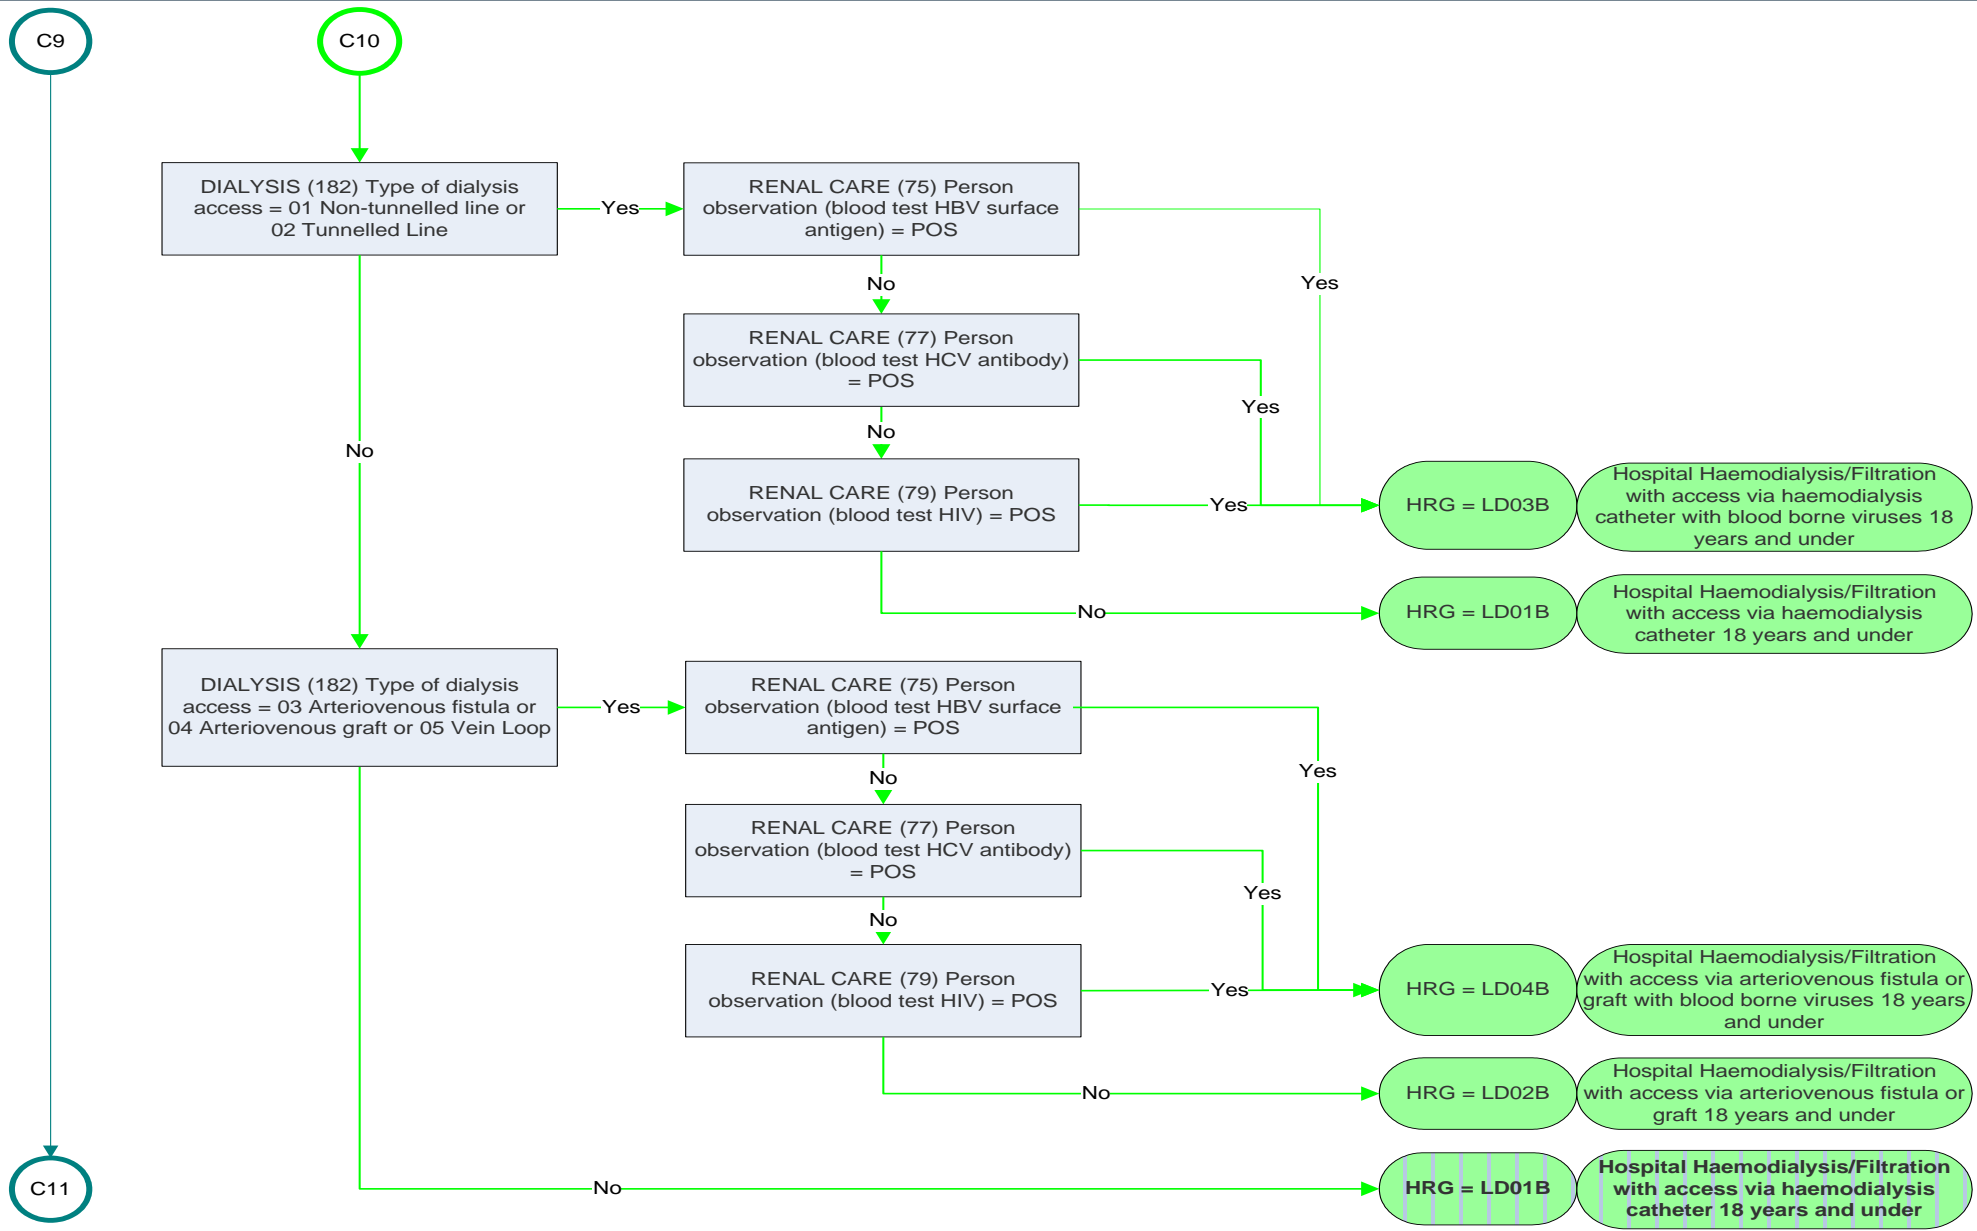 C9
C10
DIALYSIS (182) Type of dialysis
access = 01 Non-tunnelled line or
02 Tunnelled Line
Yes
RENAL CARE (75) Person
observation (blood test HBV surface
antigen) = POS
Yes
No
RENAL CARE (77) Person
observation (blood test HCV antibody)
= POS
Yes
No
No
RENAL CARE (79) Person
observation (blood test HIV) = POS
Yes
HRG = LD03B
Hospital Haemodialysis/Filtration
with access via haemodialysis
catheter with blood borne viruses 18
years and under
No
HRG = LD01B
Hospital Haemodialysis/Filtration
with access via haemodialysis
catheter 18 years and under
DIALYSIS (182) Type of dialysis
access = 03 Arteriovenous fistula or
04 Arteriovenous graft or 05 Vein Loop
Yes
RENAL CARE (75) Person
observation (blood test HBV surface
antigen) = POS
Yes
No
RENAL CARE (77) Person
observation (blood test HCV antibody)
= POS
Yes
No
RENAL CARE (79) Person
observation (blood test HIV) = POS
Yes
HRG = LD04B
Hospital Haemodialysis/Filtration
with access via arteriovenous fistula or
graft with blood borne viruses 18 years
and under
No
HRG = LD02B
Hospital Haemodialysis/Filtration
with access via arteriovenous fistula or
graft 18 years and under
C11
No
HRG = LD01B
Hospital Haemodialysis/Filtration
with access via haemodialysis
catheter 18 years and under